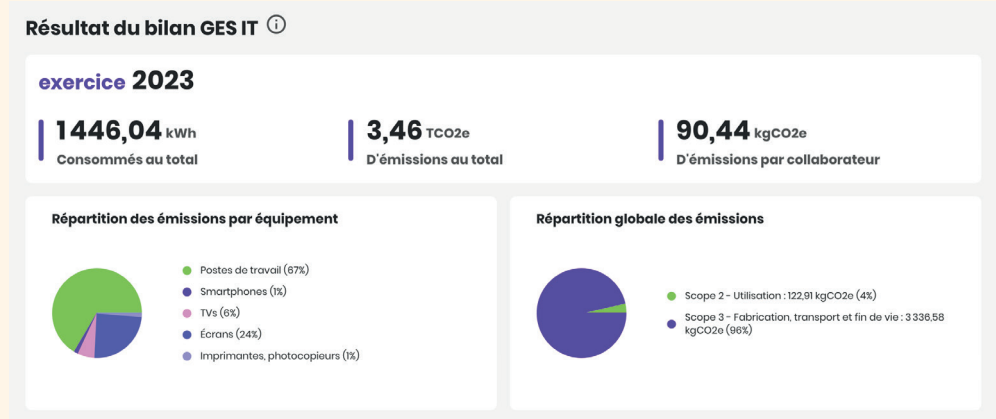 Résultat du bilan GES IT
exercice 2023
1 446,04 kWh
Consommés au total
3,46 TCO2e
D'émissions au total
90,44 kgCO2e
D'émissions par collaborateur
Répartition des émissions par équipement
Postes de travail (67%)
Smartphones (1%)
TVs (6%)
Écrans (24%)
Imprimantes, photocopieurs (1%)
Répartition globale des émissions
Scope 2 - Utilisation : 122,91 kgCO2e (4%)
Scope 3 - Fabrication, transport et fin de vie : 3 336,58
kgCO2e (96%)